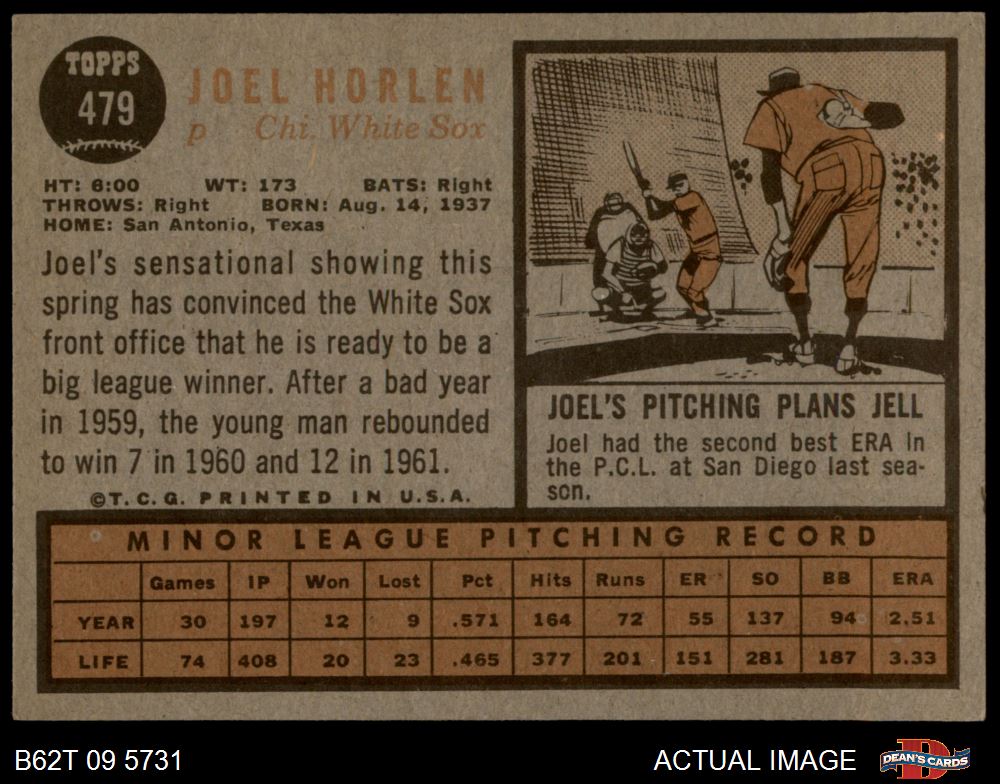 TOPPS
479
JOEL HORLEN
p Chi. White Sox
HT: 6:00 WT: 173 BATS: Right
THROWS: Right BORN: Aug. 14, 1937
HOME: San Antonio, Texas
Joel's sensational showing this
spring has convinced the White Sox
front office that he is ready to be a
big league winner. After a bad year
in 1959, the young man rebounded
to win 7 in 1960 and 12 in 1961.
©T.C.G. PRINTED IN U.S.A.
JOEL'S PITCHING PLANS JELL
Joel had the second best ERA in
the P.C.L. at San Diego last sea-
son.
MINOR LEAGUE PITCHING RECORD
Games IP Won Lost Pct Hits Runs ER SO BB ERA
YEAR 30 197 12 9 .571 164 72 55 137 94 2.51
LIFE 74 408 20 23 .465 377 201 151 281 187 3.33
B62T 09 5731 ACTUAL IMAGE D DEAN'S CARDS